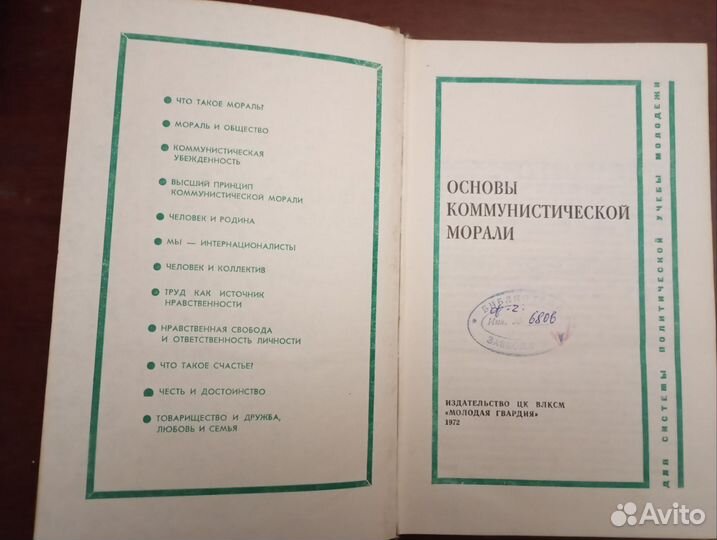 ЧТО ТАКОЕ МОРАЛЬ?
МОРАЛЬ И ОБЩЕСТВО
КОММУНИСТИЧЕСКАЯ
УБЕЖДЕННОСТЬ
ВЫСШИЙ ПРИНЦИП
КОММУНИСТИЧЕСКОЙ МОРАЛИ
ЧЕЛОВЕК И РОДИНА
МЫ — ИНТЕРНАЦИОНАЛИСТЫ
ЧЕЛОВЕК И КОЛЛЕКТИВ
ТРУД КАК ИСТОЧНИК
НРАВСТВЕННОСТИ
НРАВСТВЕННАЯ СВОБОДА
И ОТВЕТСТВЕННОСТЬ ЛИЧНОСТИ
ЧТО ТАКОЕ СЧАСТЬЕ?
ЧЕСТЬ И ДОСТОИНСТВО
ТОВАРИЩЕСТВО И ДРУЖБА,
ЛЮБОВЬ И СЕМЬЯ
ОСНОВЫ
КОММУНИСТИЧЕСКОЙ
МОРАЛИ
Инв. № 6806
ИЗДАТЕЛЬСТВО ЦК ВЛКСМ
«МОЛОДАЯ ГВАРДИЯ»
1972
ДЛЯ СИСТЕМЫ ПОЛИТИЧЕСКОЙ УЧЕБЫ МОЛОДЕЖИ
Avito